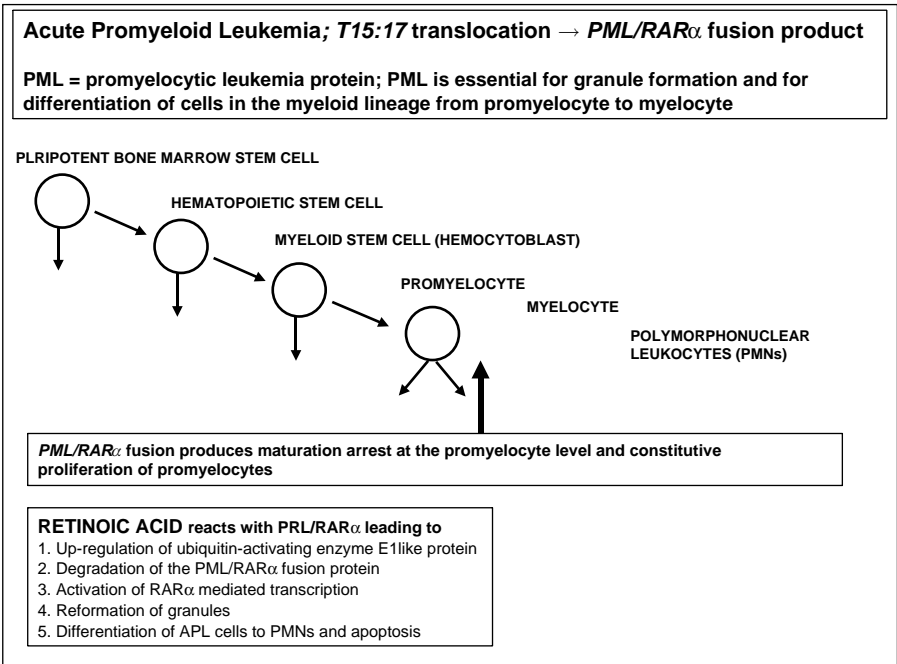 Acute Promyeloid Leukemia; T15:17 translocation → PML/RARα fusion product
PML = promyelocytic leukemia protein; PML is essential for granule formation and for
differentiation of cells in the myeloid lineage from promyelocyte to myelocyte
PLRIPOTENT BONE MARROW STEM CELL
HEMATOPOIETIC STEM CELL
MYELOID STEM CELL (HEMOCYTOBLAST)
PROMYELOCYTE
MYELOCYTE
POLYMORPHONUCLEAR
LEUKOCYTES (PMNs)
PML/RARα fusion produces maturation arrest at the promyelocyte level and constitutive
proliferation of promyelocytes
RETINOIC ACID reacts with PRL/RARα leading to
1. Up-regulation of ubiquitin-activating enzyme E1like protein
2. Degradation of the PML/RARα fusion protein
3. Activation of RARα mediated transcription
4. Reformation of granules
5. Differentiation of APL cells to PMNs and apoptosis